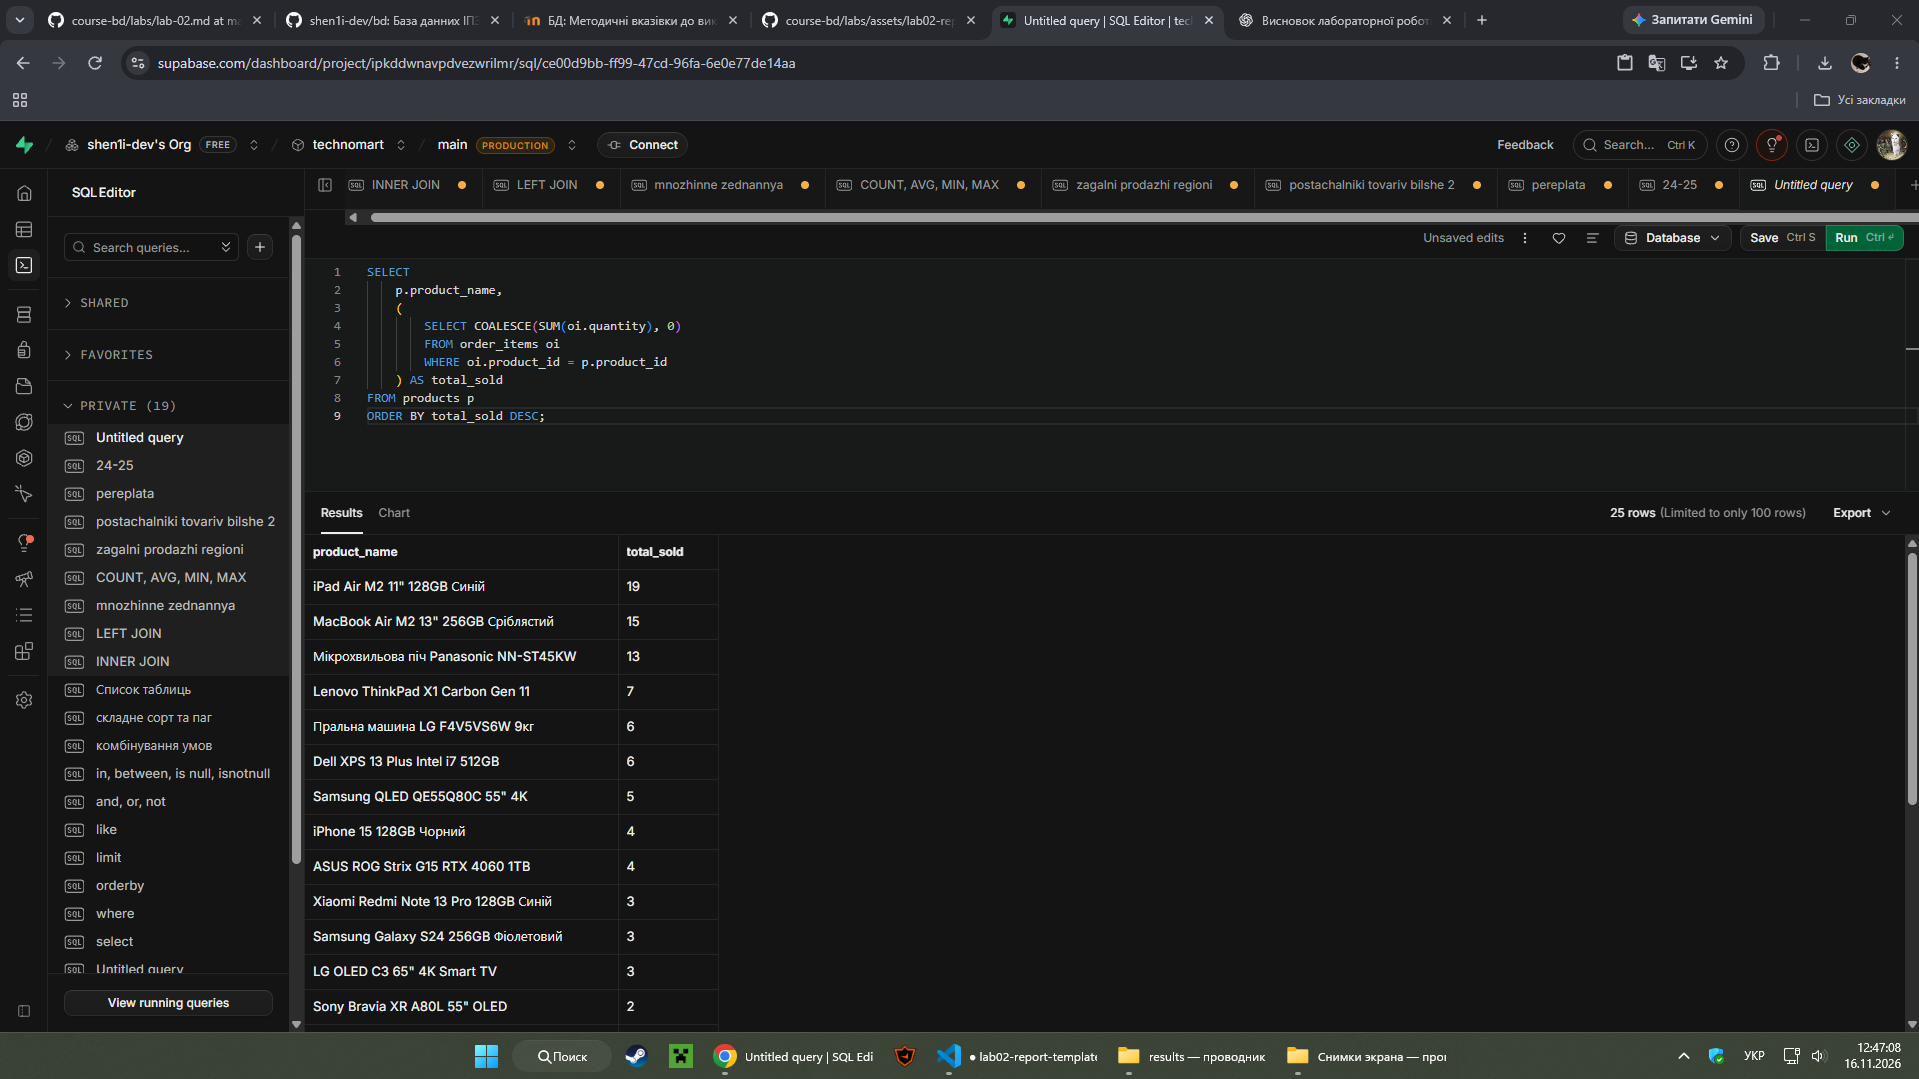 course-bd/labs/lab-02.md at m
shen1i-dev/bd: База данних ІПЗ
БД: Методичні вказівки до вик
course-bd/labs/assets/lab02-rep
Untitled query | SQL Editor | tec
Висновок лабораторної робот
Запитати Gemini
supabase.com/dashboard/project/ipkddwnavpdvezwrilmr/sql/ce00d9bb-ff99-47cd-96fa-6e0e77de14aa
Усі закладки
shen1i-dev's Org FREE / technomart / main PRODUCTION Connect
Feedback Search... Ctrl K
SQL Editor
INNER JOIN LEFT JOIN mnozhinne zednannya COUNT, AVG, MIN, MAX zagalni prodazhi regioni postachalniki tovariv bilshe 2 pereplata 24-25 Untitled query
Search queries...
Unsaved edits Database Save Ctrl S Run Ctrl
SHARED
FAVORITES
PRIVATE (19)
Untitled query
24-25
pereplata
postachalniki tovariv bilshe 2
zagalni prodazhi regioni
COUNT, AVG, MIN, MAX
mnozhinne zednannya
LEFT JOIN
INNER JOIN
Список таблиць
складне сорт та паг
комбінування умов
in, between, is null, isnotnull
and, or, not
like
limit
orderby
where
select
Untitled query
View running queries
1 SELECT
2 p.product_name,
3 (
4 SELECT COALESCE(SUM(oi.quantity), 0)
5 FROM order_items oi
6 WHERE oi.product_id = p.product_id
7 ) AS total_sold
8 FROM products p
9 ORDER BY total_sold DESC;
Results Chart
25 rows (Limited to only 100 rows) Export
product_name total_sold
iPad Air M2 11" 128GB Синій 19
MacBook Air M2 13" 256GB Сріблястий 15
Мікрохвильова піч Panasonic NN-ST45KW 13
Lenovo ThinkPad X1 Carbon Gen 11 7
Пральна машина LG F4V5VS6W 9кг 6
Dell XPS 13 Plus Intel i7 512GB 6
Samsung QLED QE55Q80C 55" 4K 5
iPhone 15 128GB Чорний 4
ASUS ROG Strix G15 RTX 4060 1TB 4
Xiaomi Redmi Note 13 Pro 128GB Синій 3
Samsung Galaxy S24 256GB Фіолетовий 3
LG OLED C3 65" 4K Smart TV 3
Sony Bravia XR A80L 55" OLED 2
Поиск
Untitled query | SQL Edi
lab02-report-template
results — проводник
Снимки экрана — про
УКР
12:47:08
16.11.2026